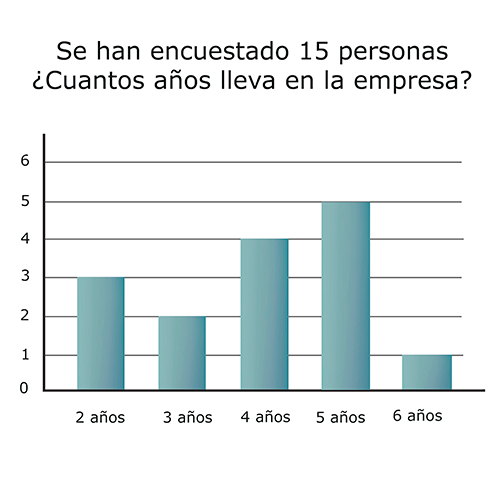 Se han encuestado 15 personas
¿Cuantos años lleva en la empresa?
6
5
4
3
2
1
0
2 años
3 años
4 años
5 años
6 años